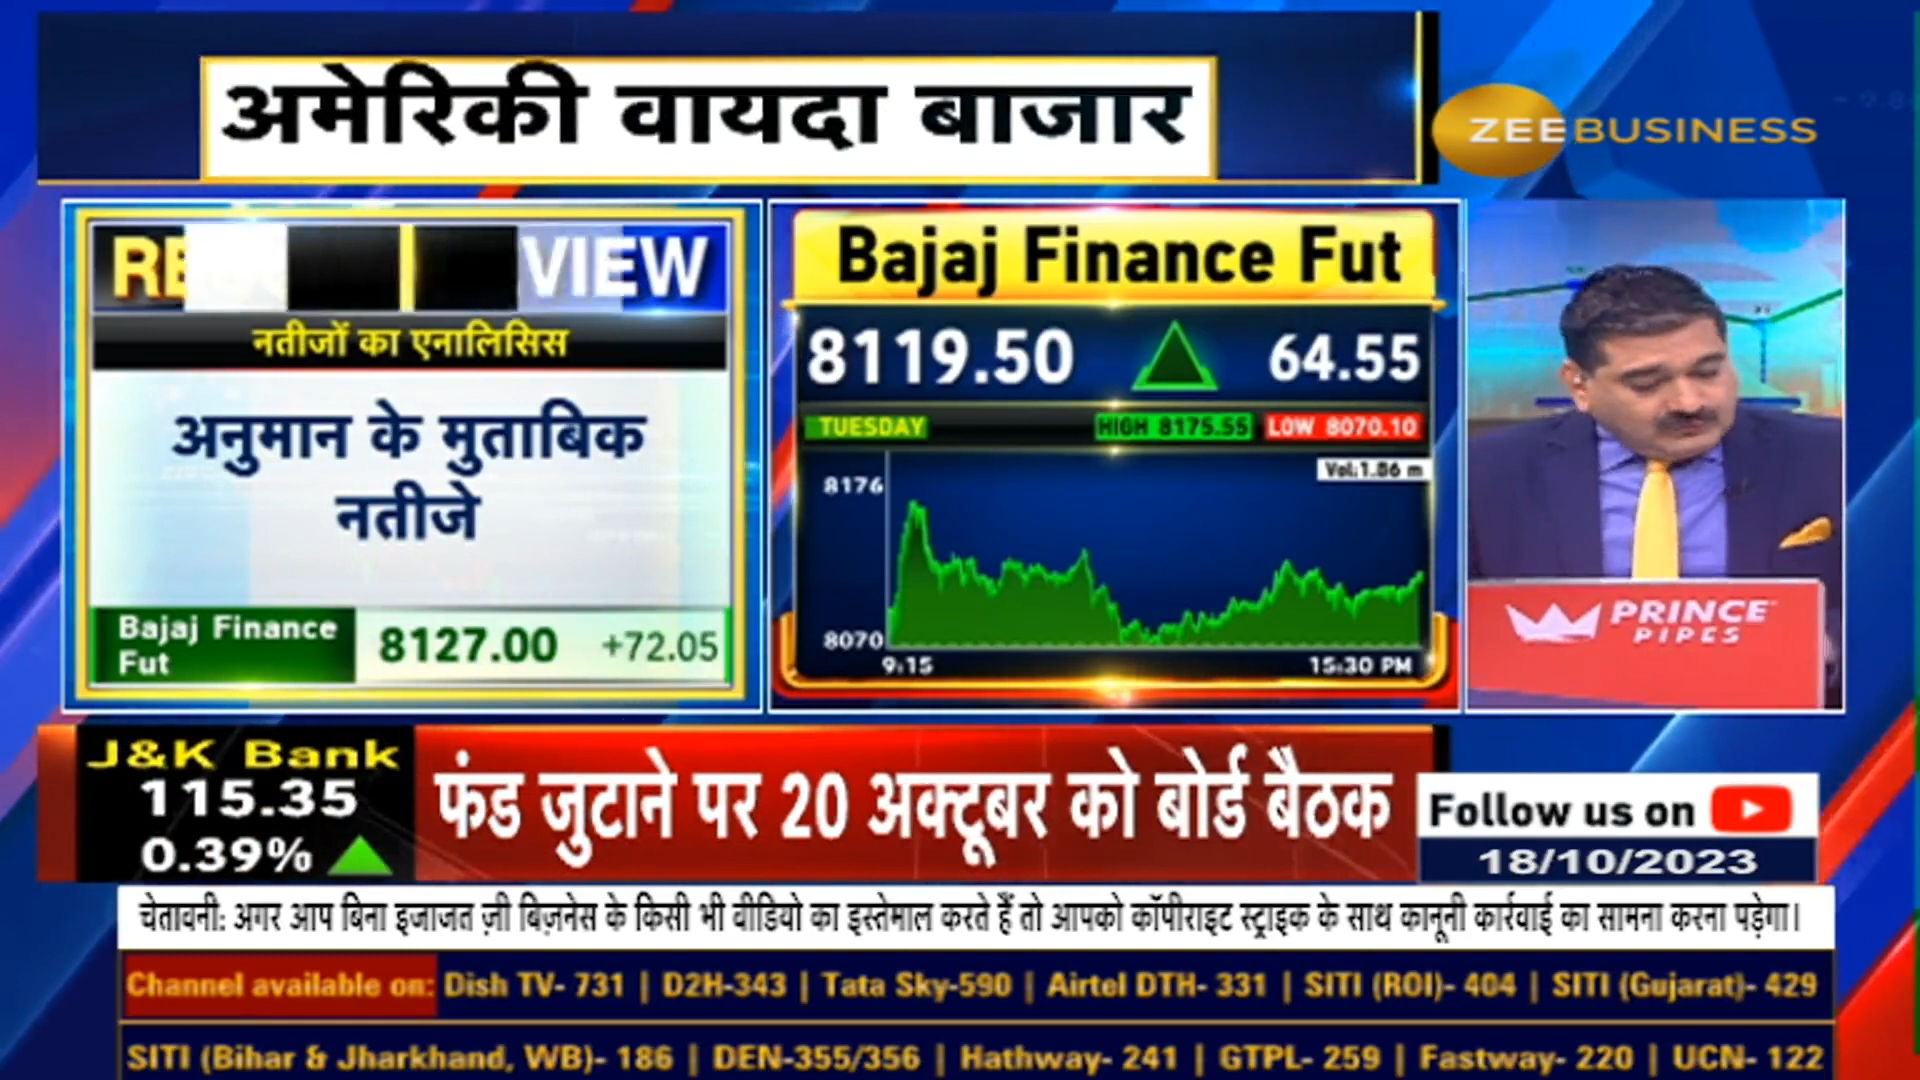 अमेरिकी वायदा बाजार
ZEEBUSINESS
VIEW
नतीजों का एनालिसिस
अनुमान के मुताबिक
नतीजे
Bajaj Finance
Fut
8127.00 +72.05
Bajaj Finance Fut
8119.50 64.55
TUESDAY HIGH 8175.55 LOW 8070.10
Vol:1.86 m
8176
8070
9:15 15:30 PM
PRINCE
PIPES
J&K Bank
115.35
0.39%
फंड जुटाने पर 20 अक्टूबर को बोर्ड बैठक
Follow us on
18/10/2023
चेतावनी: अगर आप बिना इजाजत ज़ी बिज़नेस के किसी भी वीडियो का इस्तेमाल करते हैं तो आपको कॉपीराइट स्ट्राइक के साथ कानूनी कार्रवाई का सामना करना पड़ेगा।
Channel available on: Dish TV- 731 | D2H-343 | Tata Sky-590 | Airtel DTH- 331 | SITI (ROI)- 404 | SITI (Gujarat)- 429
SITI (Bihar & Jharkhand, WB)- 186 | DEN-355/356 | Hathway- 241 | GTPL- 259 | Fastway- 220 | UCN- 122